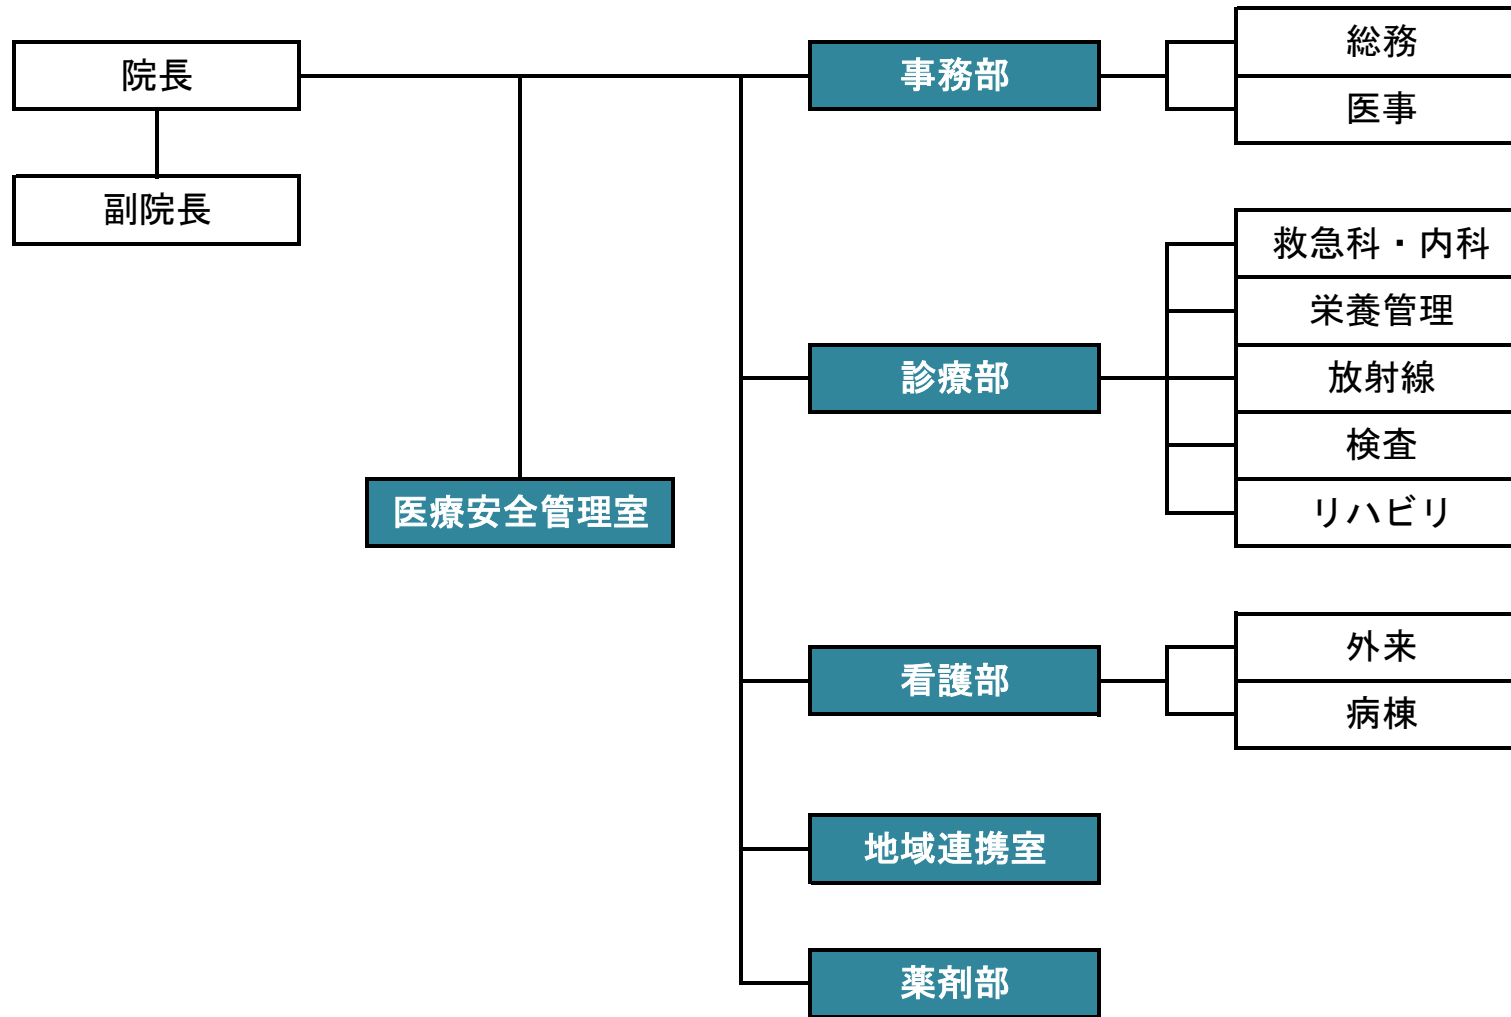 院長
副院長
医療安全管理室
事務部
総務
医事
診療部
救急科・内科
栄養管理
放射線
検査
リハビリ
看護部
外来
病棟
地域連携室
薬剤部